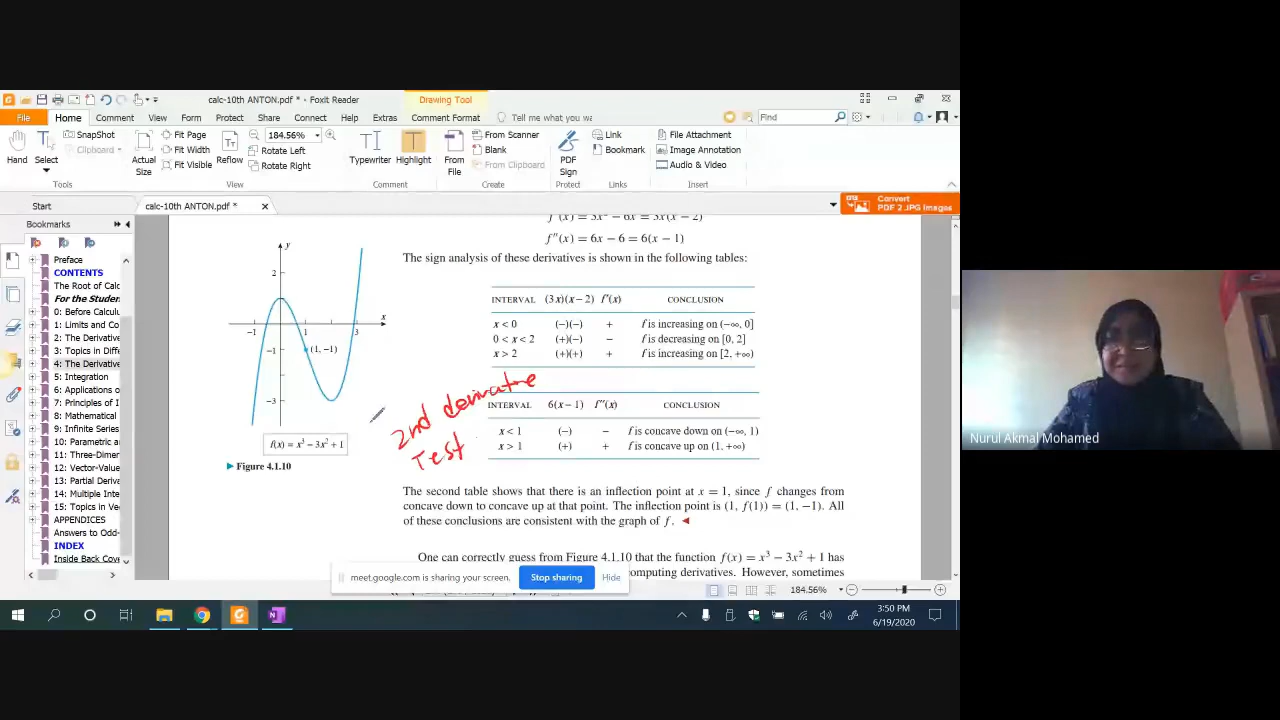 calc-10th ANTON.pdf * - Foxit Reader
Drawing Tool
File
Home
Comment
View
Form
Protect
Share
Connect
Help
Extras
Comment Format
Tell me what you wa
Find
Hand
Select
SnapShot
Clipboard
Tools
Actual
Size
Fit Page
Fit Width
Fit Visible
Reflow
184.56%
Rotate Left
Rotate Right
View
Typewriter
Highlight
Comment
From
File
From Scanner
Blank
From Clipboard
Create
PDF
Sign
Protect
Link
Bookmark
Links
File Attachment
Image Annotation
Audio & Video
Insert
Start
calc-10th ANTON.pdf *
Convert
PDF 2 JPG Images
Bookmarks
Preface
CONTENTS
The Root of Calc
For the Studen
0: Before Calcul
1: Limits and Co
2: The Derivative
3: Topics in Diff
4: The Derivative
5: Integration
6: Applications o
7: Principles of I
8: Mathematical
9: Infinite Series
10: Parametric a
11: Three-Dimen
12: Vector-Value
13: Partial Deriva
14: Multiple Inte
15: Topics in Vec
APPENDICES
Answers to Odd-
INDEX
Inside Back Cove
y
2
x
−1
1
3
−1
(1, −1)
−3
f(x) = x³ − 3x² + 1
Figure 4.1.10
f′(x) = 3x² − 6x = 3x(x − 2)
f″(x) = 6x − 6 = 6(x − 1)
The sign analysis of these derivatives is shown in the following tables:
INTERVAL (3x)(x − 2) f′(x) CONCLUSION
x < 0 (−)(−) + f is increasing on (−∞, 0]
0 < x < 2 (+)(−) − f is decreasing on [0, 2]
x > 2 (+)(+) + f is increasing on [2, +∞)
2nd derivative
Test
INTERVAL 6(x − 1) f″(x) CONCLUSION
x < 1 (−) − f is concave down on (−∞, 1)
x > 1 (+) + f is concave up on (1, +∞)
The second table shows that there is an inflection point at x = 1, since f changes from
concave down to concave up at that point. The inflection point is (1, f(1)) = (1, −1). All
of these conclusions are consistent with the graph of f.
One can correctly guess from Figure 4.1.10 that the function f(x) = x³ − 3x² + 1 has
computing derivatives. However, sometimes
meet.google.com is sharing your screen.
Stop sharing
Hide
184.56%
3:50 PM
6/19/2020
Nurul Akmal Mohamed